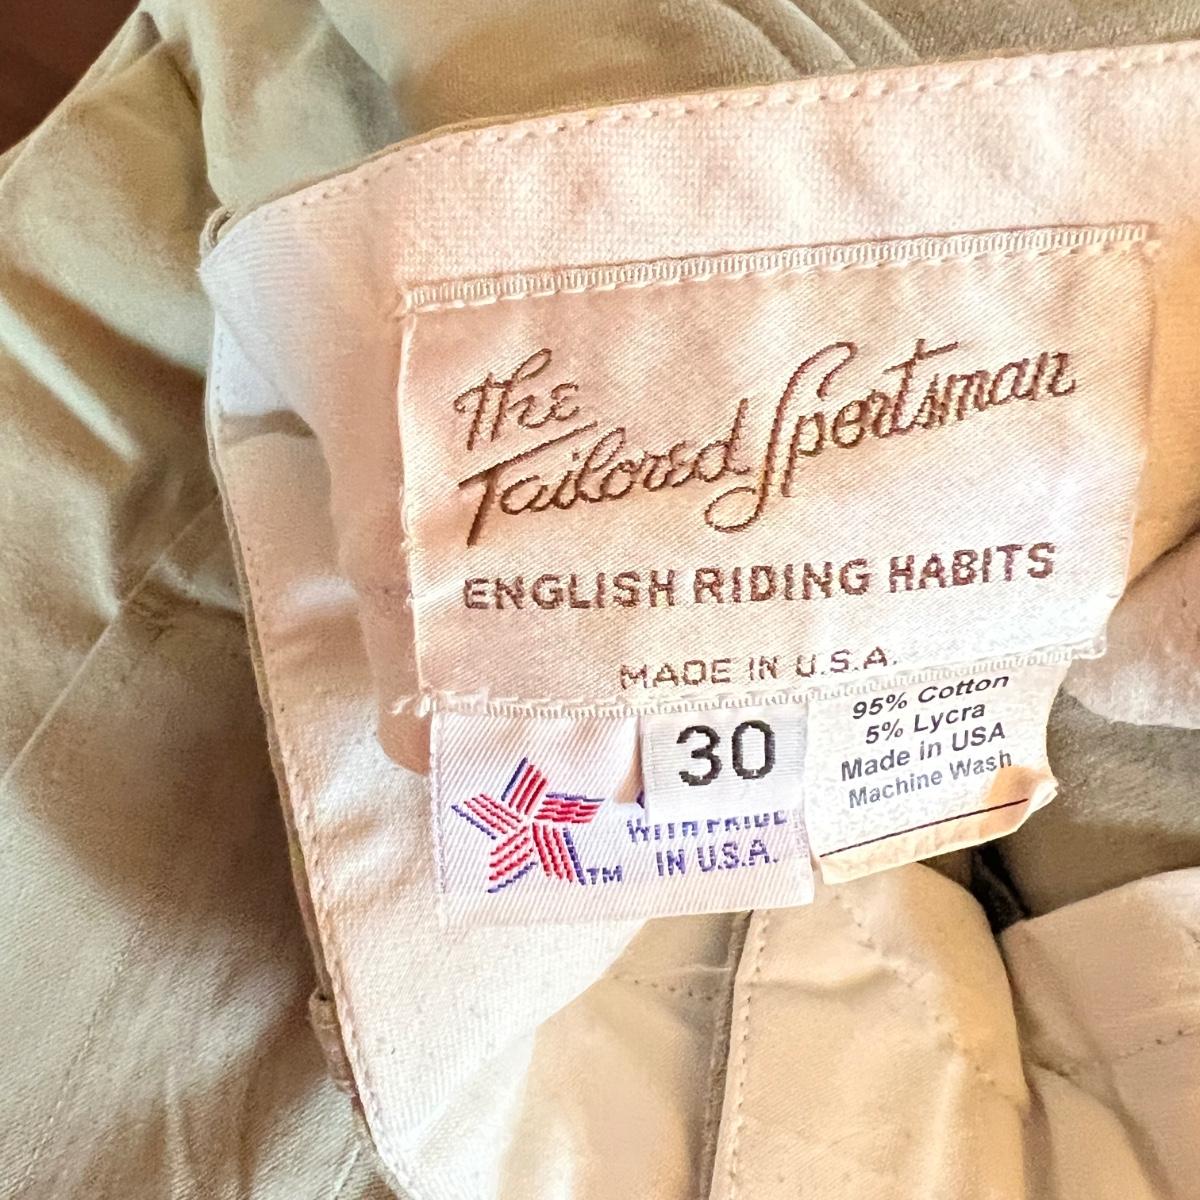 The
Tailored Sportsman
ENGLISH RIDING HABITS
MADE IN U.S.A.
30
95% Cotton
5% Lycra
Made in USA
Machine Wash
WITH PRIDE
IN U.S.A.
TM